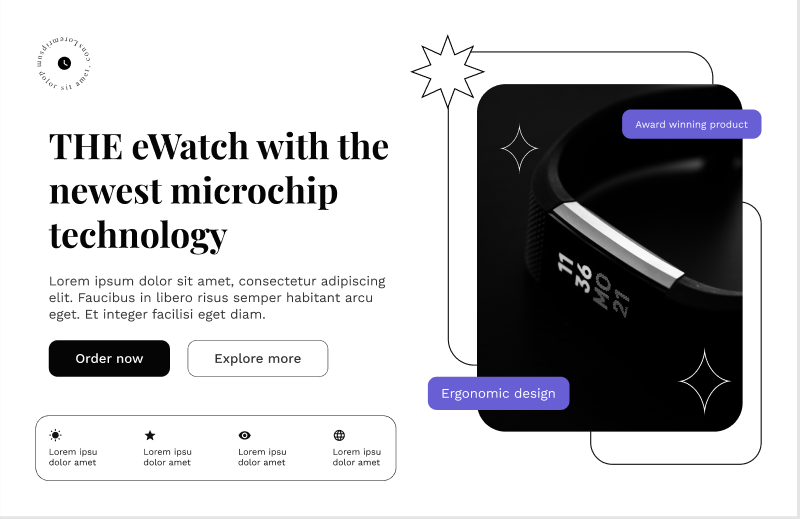 consLoremripsum
dolor sit amet,
THE eWatch with the
newest microchip
technology
Lorem ipsum dolor sit amet, consectetur adipiscing
elit. Faucibus in libero risus semper habitant arcu
eget. Et integer facilisi eget diam.
Order now
Explore more
Lorem ipsu
dolor amet
Lorem ipsu
dolor amet
Lorem ipsu
dolor amet
Lorem ipsu
dolor amet
Award winning product
11
36
MO
21
Ergonomic design